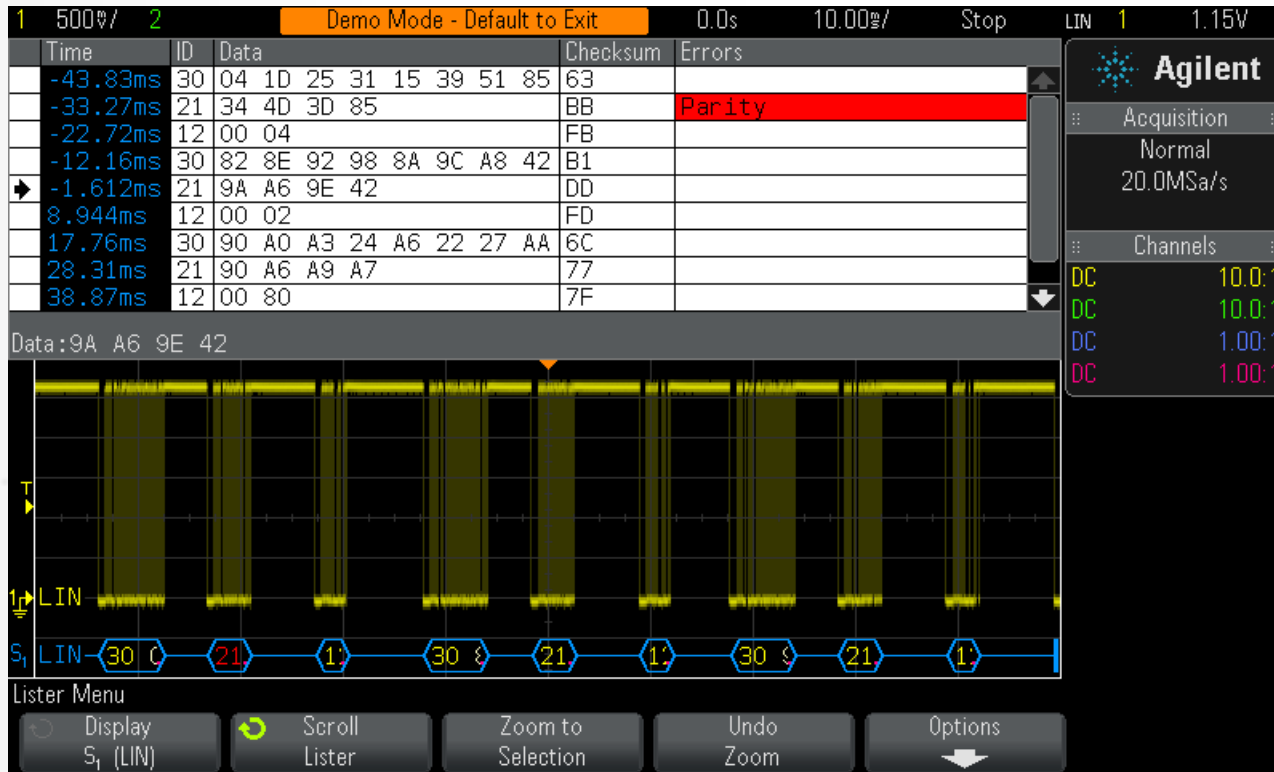 1 500mV/ 2 Demo Mode - Default to Exit 0.0s 10.00ms/ Stop LIN 1 1.15V
Time ID Data Checksum Errors
-43.83ms 30 04 1D 25 31 15 39 51 85 63
-33.27ms 21 34 4D 3D 85 BB Parity
-22.72ms 12 00 04 FB
-12.16ms 30 82 8E 92 98 8A 9C A8 42 B1
-1.612ms 21 9A A6 9E 42 DD
8.944ms 12 00 02 FD
17.76ms 30 90 A0 A3 24 A6 22 27 AA 6C
28.31ms 21 90 A6 A9 A7 77
38.87ms 12 00 80 7F
Data:9A A6 9E 42
Agilent
Acquisition
Normal
20.0MSa/s
Channels
DC 10.0:1
DC 10.0:1
DC 1.00:1
DC 1.00:1
T
1 LIN
S1 LIN 30 21 30 21 30 21
Lister Menu
Display
S1 (LIN)
Scroll
Lister
Zoom to
Selection
Undo
Zoom
Options